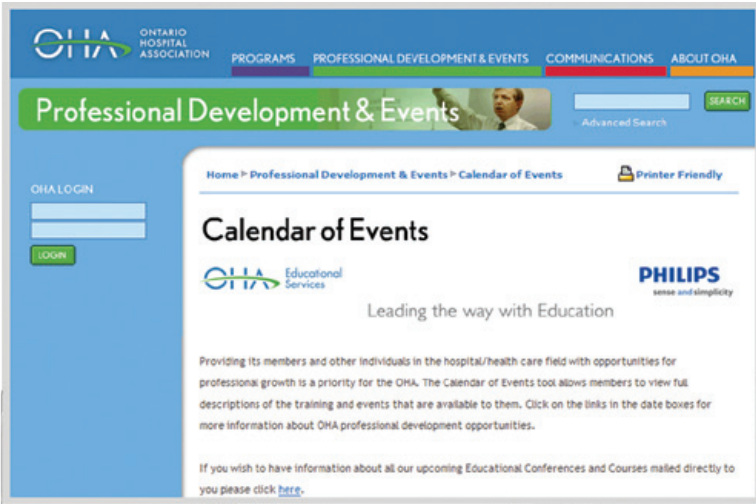 OHA
ONTARIO
HOSPITAL
ASSOCIATION
PROGRAMS PROFESSIONAL DEVELOPMENT & EVENTS COMMUNICATIONS ABOUT OHA
Professional Development & Events
SEARCH
Advanced Search
OHA LOGIN
LOGIN
Home Professional Development & Events Calendar of Events Printer Friendly
Calendar of Events
OHA Educational
Services
PHILIPS
sense and simplicity
Leading the way with Education
Providing its members and other individuals in the hospital/health care field with opportunities for
professional growth is a priority for the OHA. The Calendar of Events tool allows members to view full
descriptions of the training and events that are available to them. Click on the links in the date boxes for
more information about OHA professional development opportunities.
If you wish to have information about all our upcoming Educational Conferences and Courses mailed directly to
you please click here.